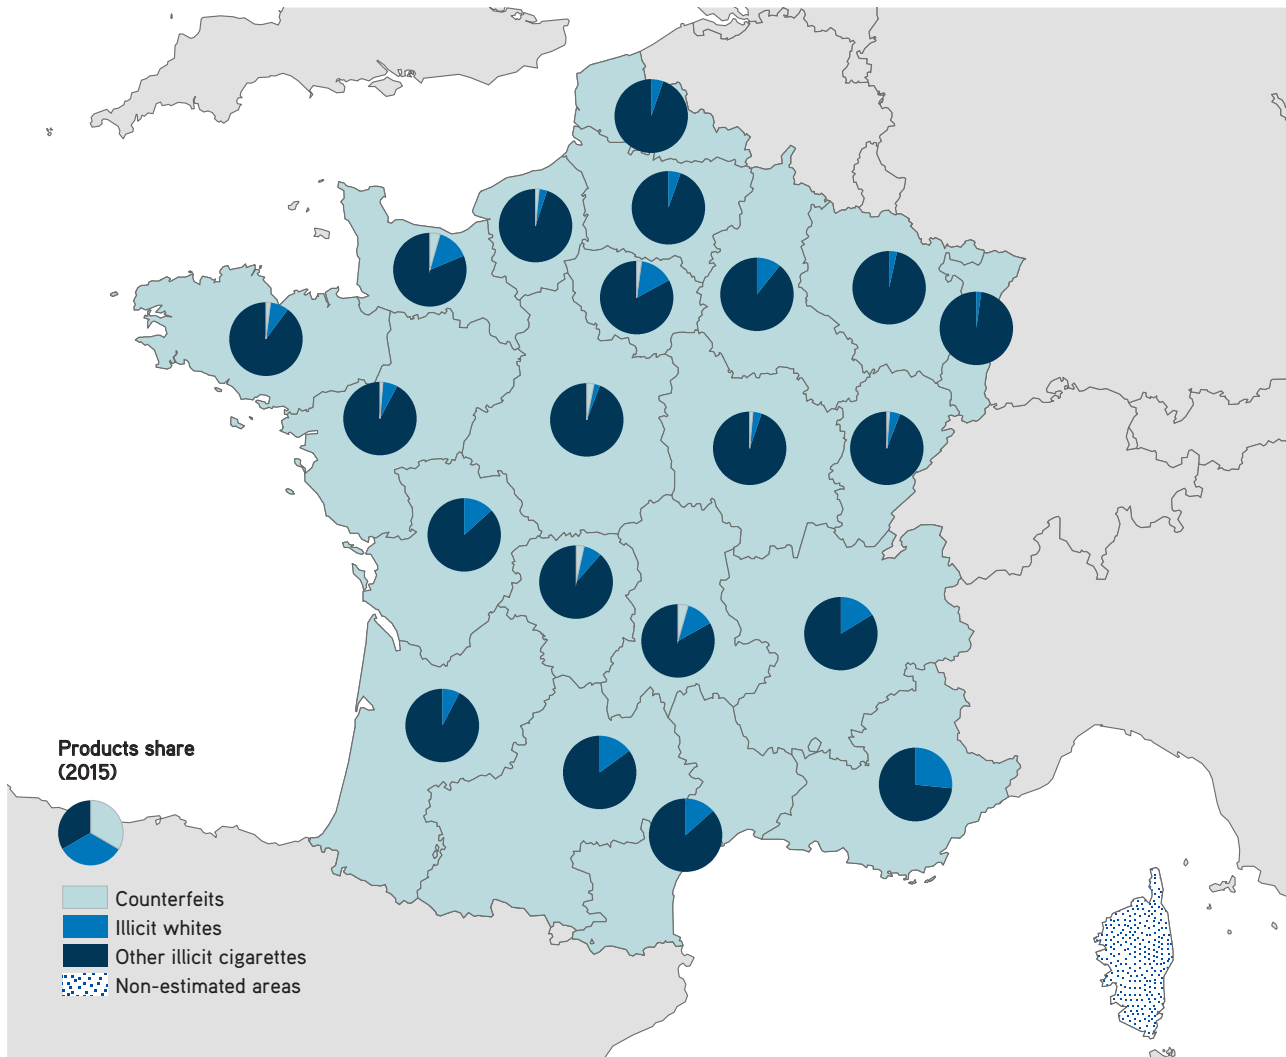 Products share
(2015)
Counterfeits
Illicit whites
Other illicit cigarettes
Non-estimated areas